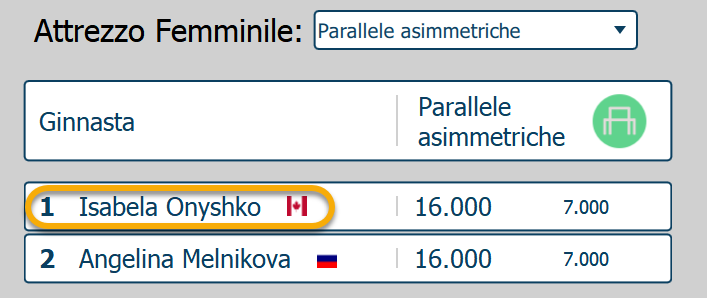 Attrezzo Femminile: Parallele asimmetriche
Ginnasta
Parallele
asimmetriche
1 Isabela Onyshko 16.000 7.000
2 Angelina Melnikova 16.000 7.000